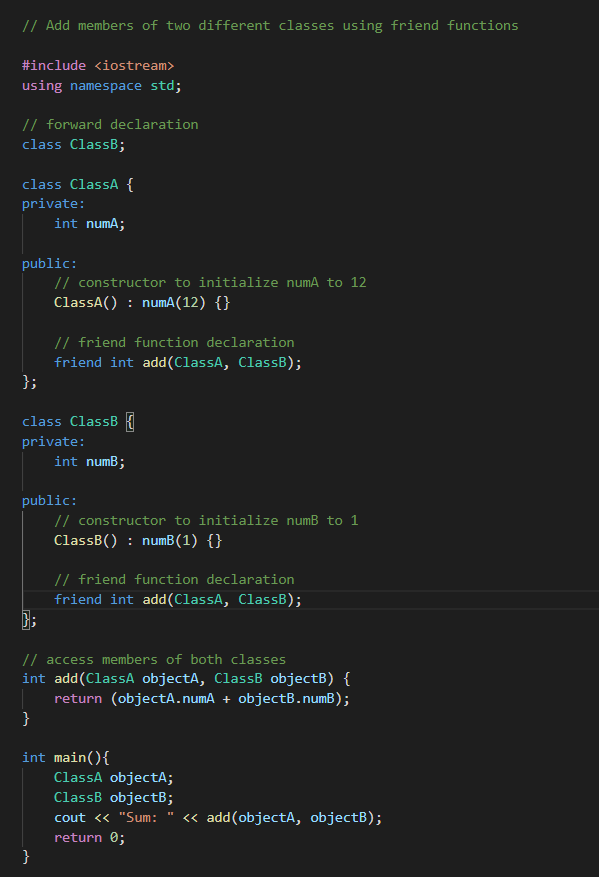 // Add members of two different classes using friend functions
#include <iostream>
using namespace std;
// forward declaration
class ClassB;
class ClassA {
private:
    int numA;
public:
    // constructor to initialize numA to 12
    ClassA() : numA(12) {}
    // friend function declaration
    friend int add(ClassA, ClassB);
};
class ClassB {
private:
    int numB;
public:
    // constructor to initialize numB to 1
    ClassB() : numB(1) {}
    // friend function declaration
    friend int add(ClassA, ClassB);
};
// access members of both classes
int add(ClassA objectA, ClassB objectB) {
    return (objectA.numA + objectB.numB);
}
int main(){
    ClassA objectA;
    ClassB objectB;
    cout << "Sum: " << add(objectA, objectB);
    return 0;
}